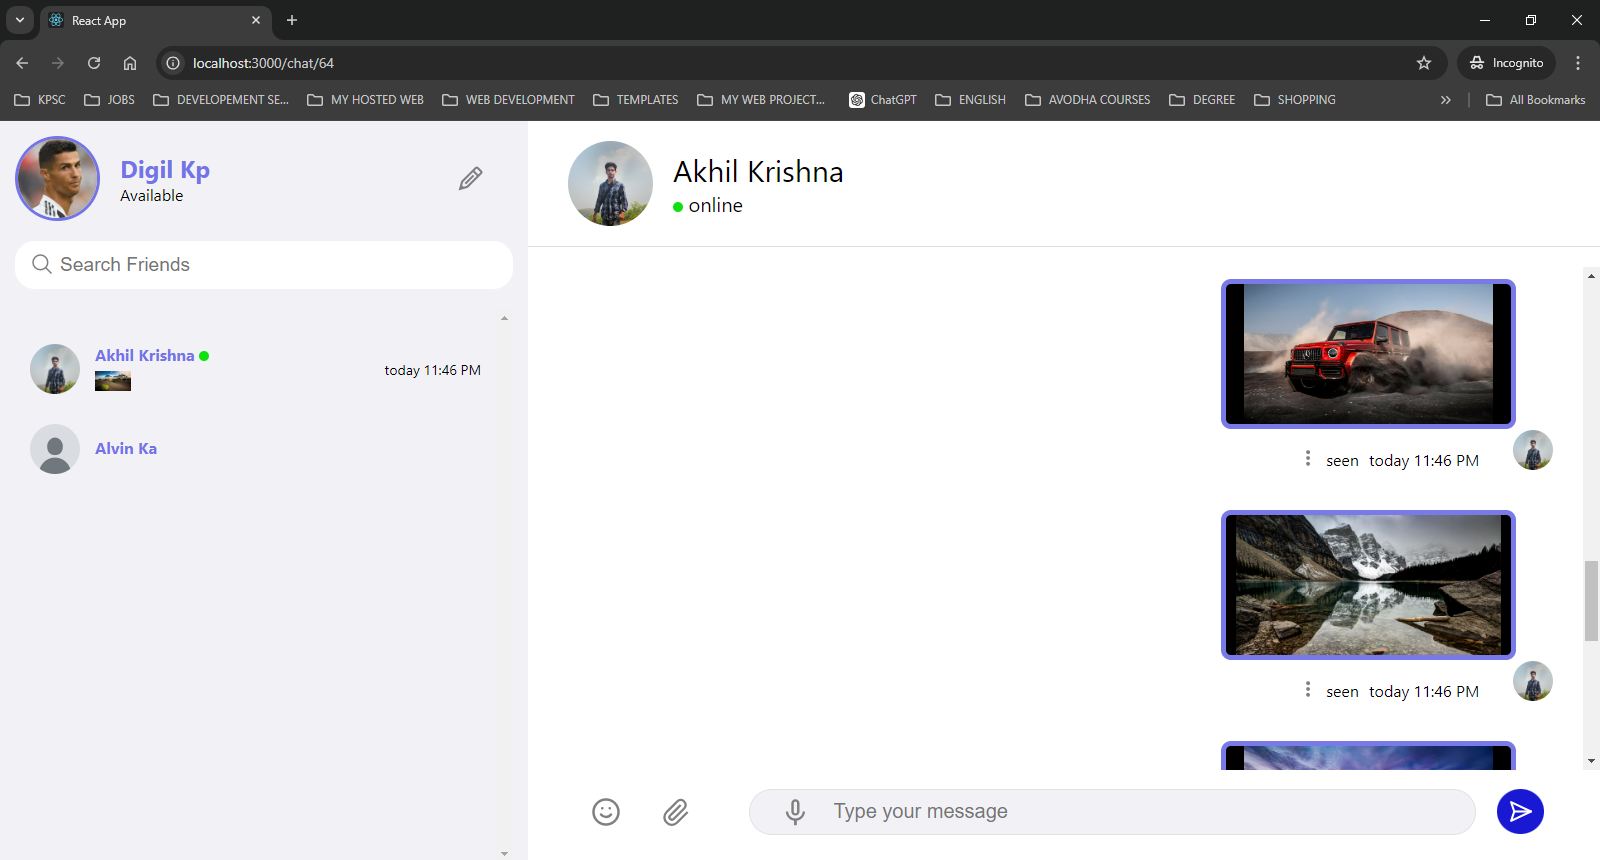 React App
localhost:3000/chat/64
Incognito
KPSC
JOBS
DEVELOPEMENT SE...
MY HOSTED WEB
WEB DEVELOPMENT
TEMPLATES
MY WEB PROJECT...
ChatGPT
ENGLISH
AVODHA COURSES
DEGREE
SHOPPING
All Bookmarks
Digil Kp
Available
Search Friends
Akhil Krishna
today 11:46 PM
Alvin Ka
Akhil Krishna
online
seen today 11:46 PM
seen today 11:46 PM
Type your message